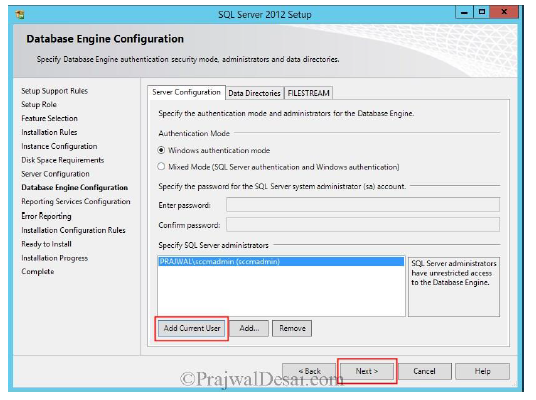 SQL Server 2012 Setup
Database Engine Configuration
Specify Database Engine authentication security mode, administrators and data directories.
Setup Support Rules
Setup Role
Feature Selection
Installation Rules
Instance Configuration
Disk Space Requirements
Server Configuration
Database Engine Configuration
Reporting Services Configuration
Error Reporting
Installation Configuration Rules
Ready to Install
Installation Progress
Complete
Server Configuration Data Directories FILESTREAM
Specify the authentication mode and administrators for the Database Engine.
Authentication Mode
Windows authentication mode
Mixed Mode (SQL Server authentication and Windows authentication)
Specify the password for the SQL Server system administrator (sa) account.
Enter password:
Confirm password:
Specify SQL Server administrators
PRAJWAL\sccmadmin (sccmadmin)
SQL Server administrators
have unrestricted access
to the Database Engine.
Add Current User Add... Remove
< Back Next > Cancel Help
©PrajwalDesai.com